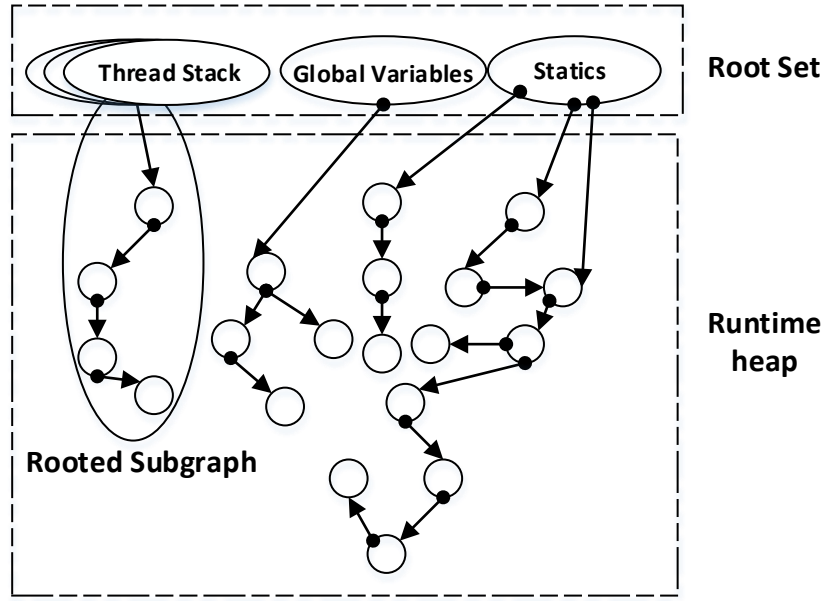 Thread Stack
Global Variables
Statics
Root Set
Runtime
heap
Rooted Subgraph